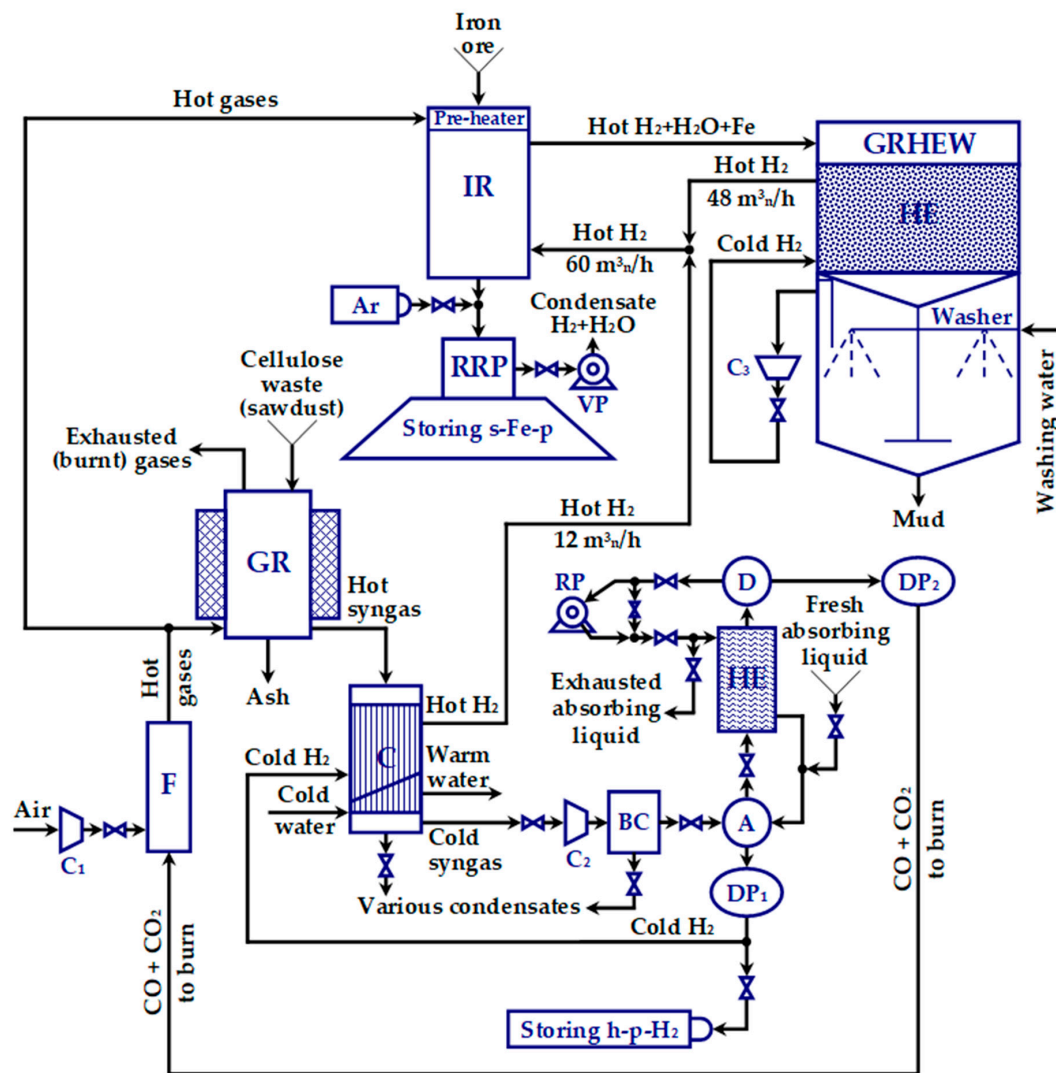 Iron
ore
Hot gases
Pre-heater
Hot H₂+H₂O+Fe
GRHEW
IR
Hot H₂
48 m³ₙ/h
HE
Hot H₂
60 m³ₙ/h
Cold H₂
Ar
Condensate
H₂+H₂O
Washer
RRP
VP
C₃
Cellulose
waste
(sawdust)
Storing s-Fe-p
Exhausted
(burnt) gases
Washing water
Mud
Hot H₂
12 m³ₙ/h
GR
Hot
syngas
RP
D
DP₂
Fresh
absorbing
liquid
Hot
gases
Ash
HE
Exhausted
absorbing
liquid
Hot H₂
F
Cold H₂
C
Warm
water
Cold
water
Air
C₁
Cold
syngas
C₂
BC
A
CO + CO₂
to burn
DP₁
Various condensates
Cold H₂
CO + CO₂
to burn
Storing h-p-H₂